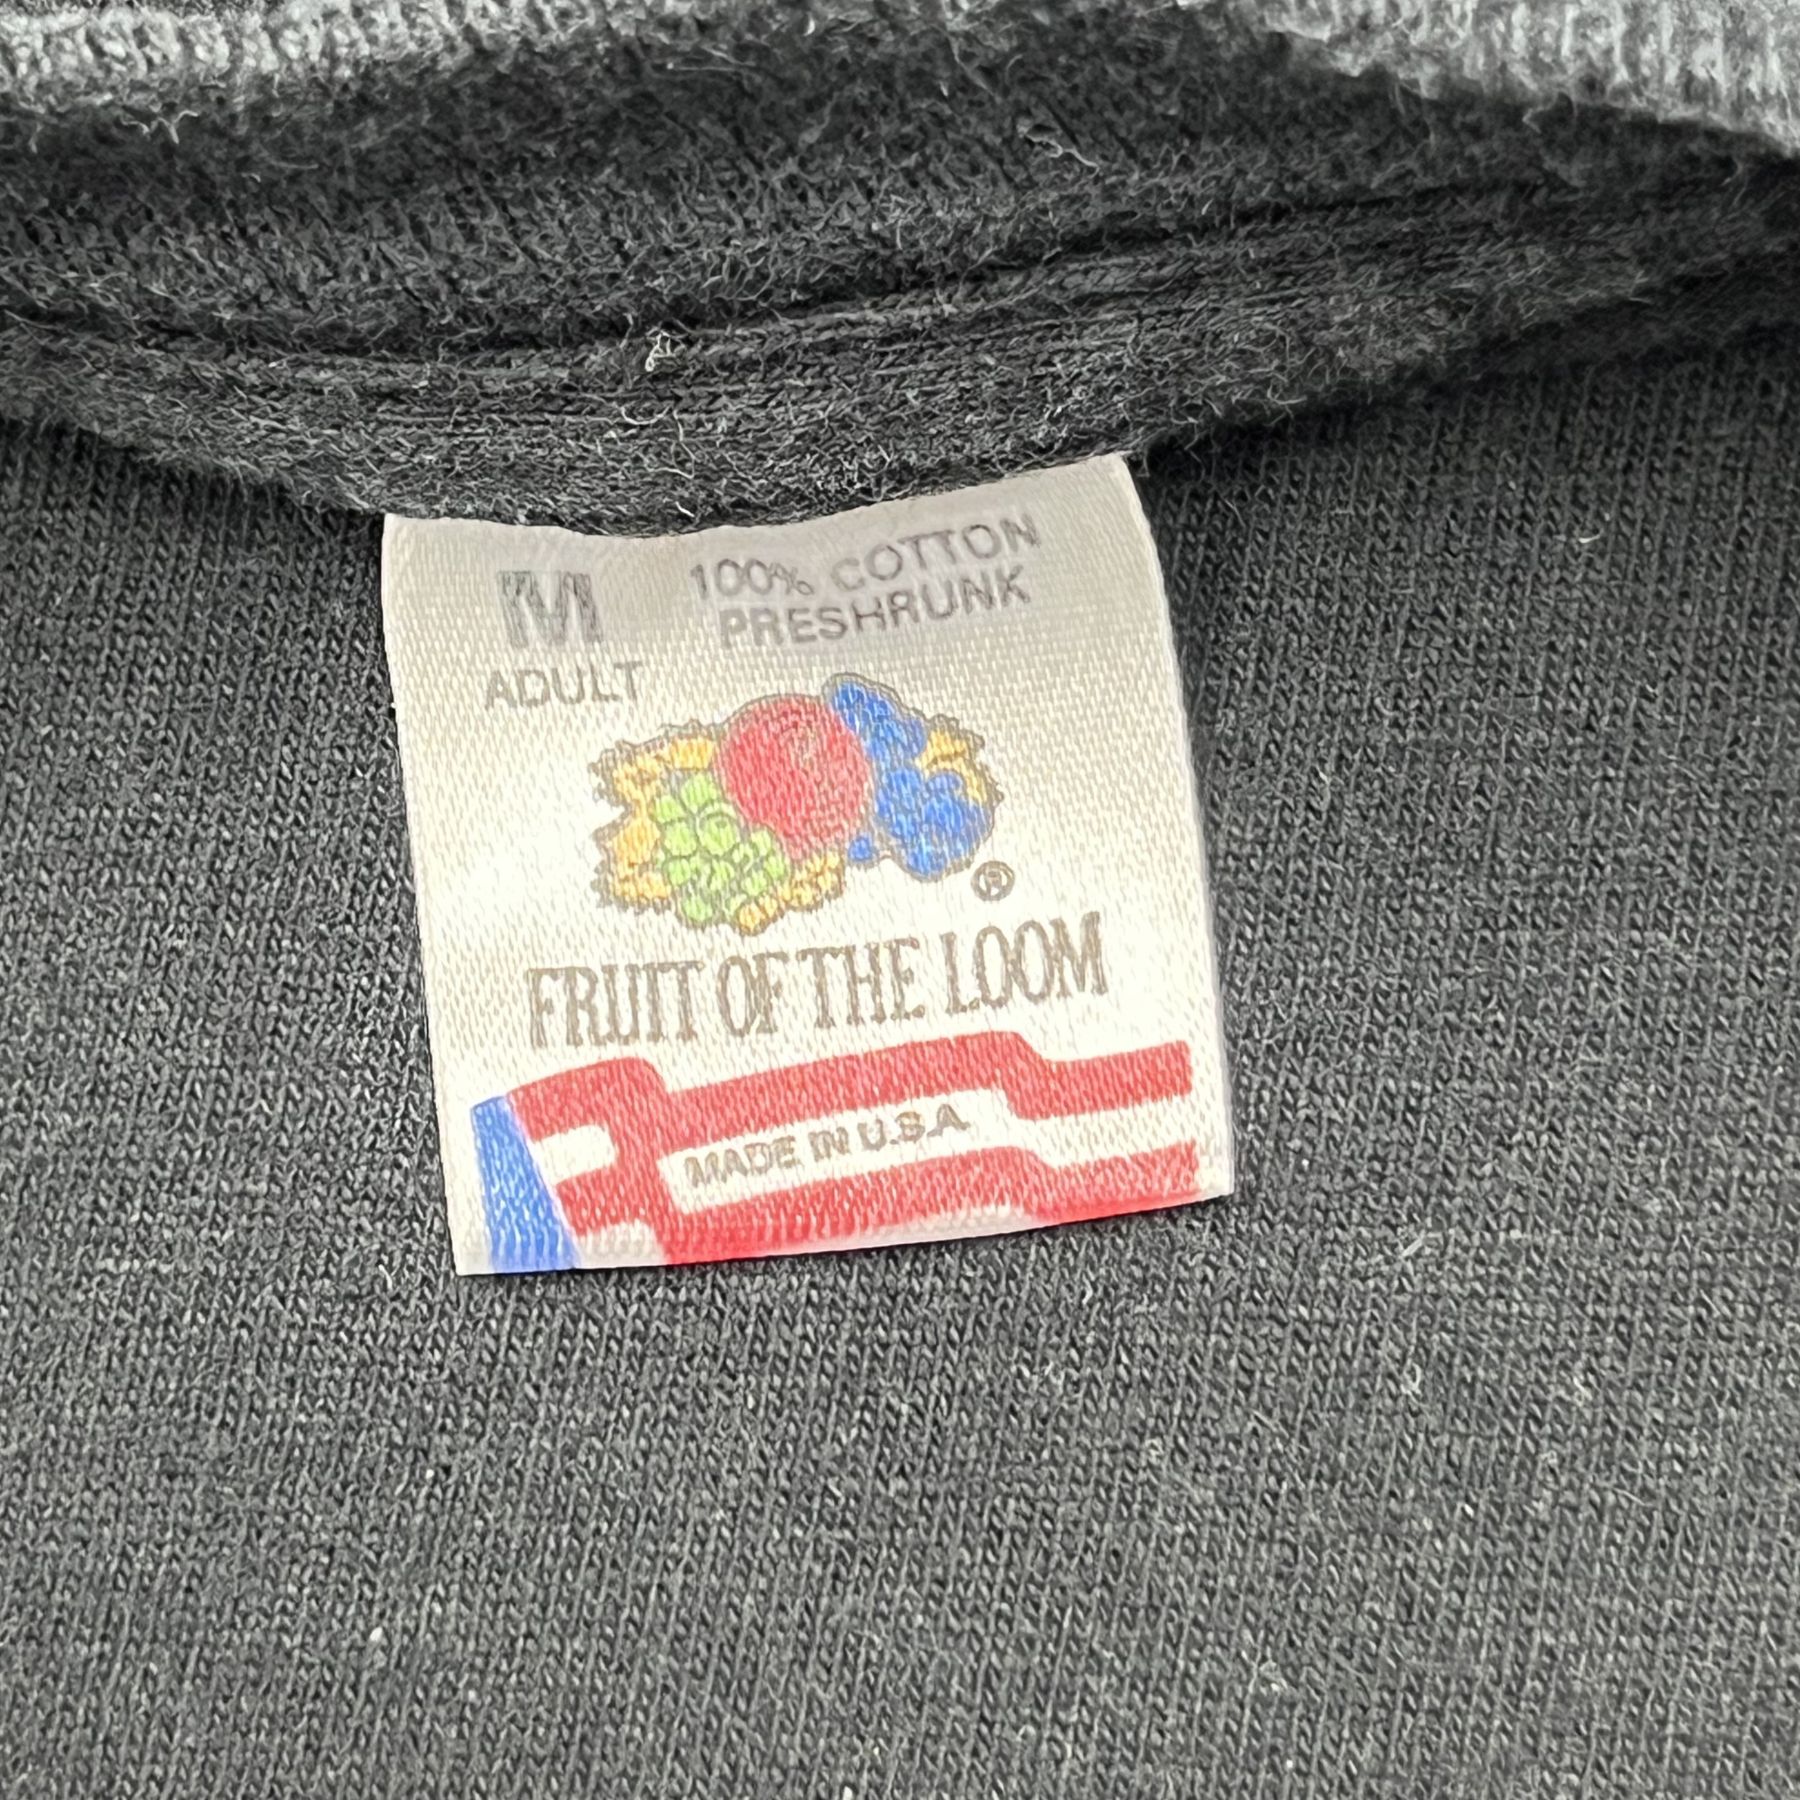 M
ADULT
100% COTTON
PRESHRUNK
®
FRUIT OF THE LOOM
MADE IN U.S.A.